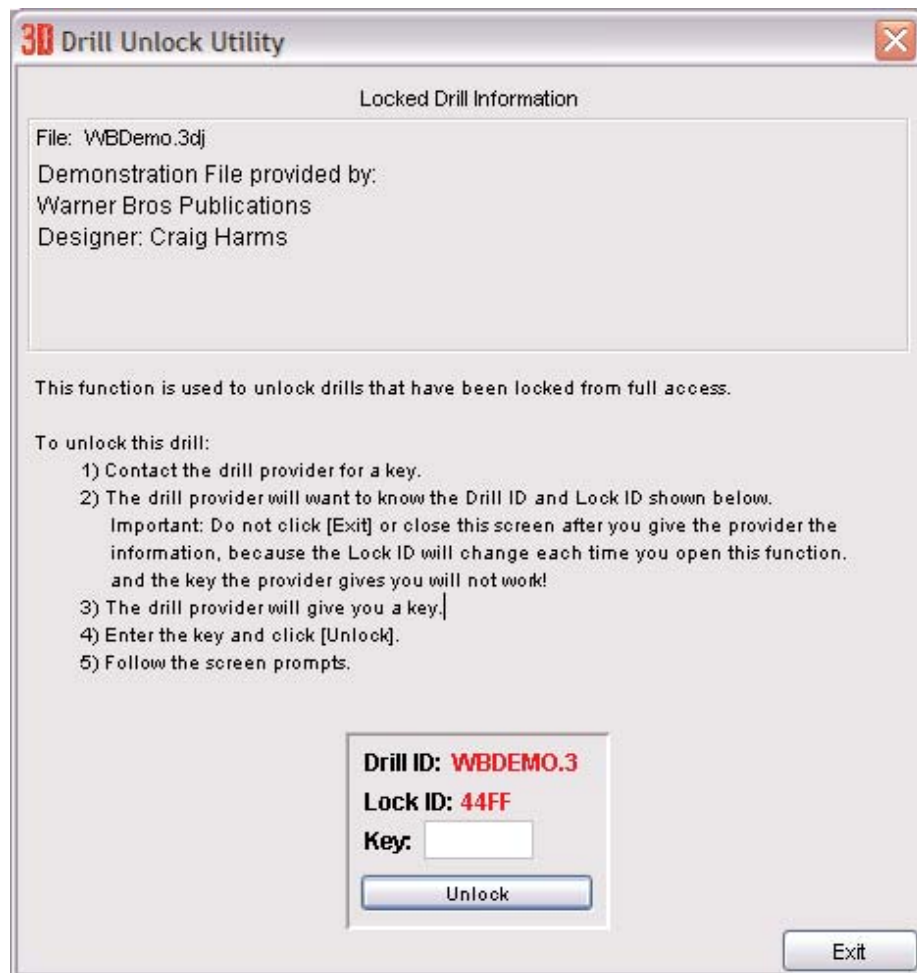 3D Drill Unlock Utility
Locked Drill Information
File: WBDemo.3dj
Demonstration File provided by:
Warner Bros Publications
Designer: Craig Harms
This function is used to unlock drills that have been locked from full access.
To unlock this drill:
1) Contact the drill provider for a key.
2) The drill provider will want to know the Drill ID and Lock ID shown below.
Important: Do not click [Exit] or close this screen after you give the provider the
information, because the Lock ID will change each time you open this function.
and the key the provider gives you will not work!
3) The drill provider will give you a key.
4) Enter the key and click [Unlock].
5) Follow the screen prompts.
Drill ID: WBDEMO.3
Lock ID: 44FF
Key:
Unlock
Exit